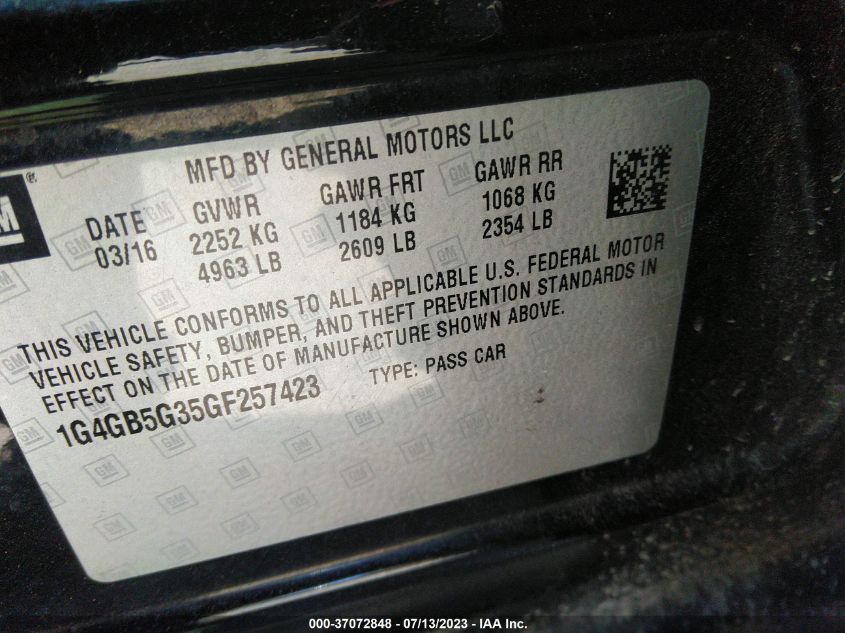 MFD BY GENERAL MOTORS LLC
DATE GVWR GAWR FRT GAWR RR
03/16 2252 KG 1184 KG 1068 KG
4963 LB 2609 LB 2354 LB
THIS VEHICLE CONFORMS TO ALL APPLICABLE U.S. FEDERAL MOTOR
VEHICLE SAFETY, BUMPER, AND THEFT PREVENTION STANDARDS IN
EFFECT ON THE DATE OF MANUFACTURE SHOWN ABOVE.
1G4GB5G35GF257423 TYPE: PASS CAR
000-37072848 - 07/13/2023 - IAA Inc.